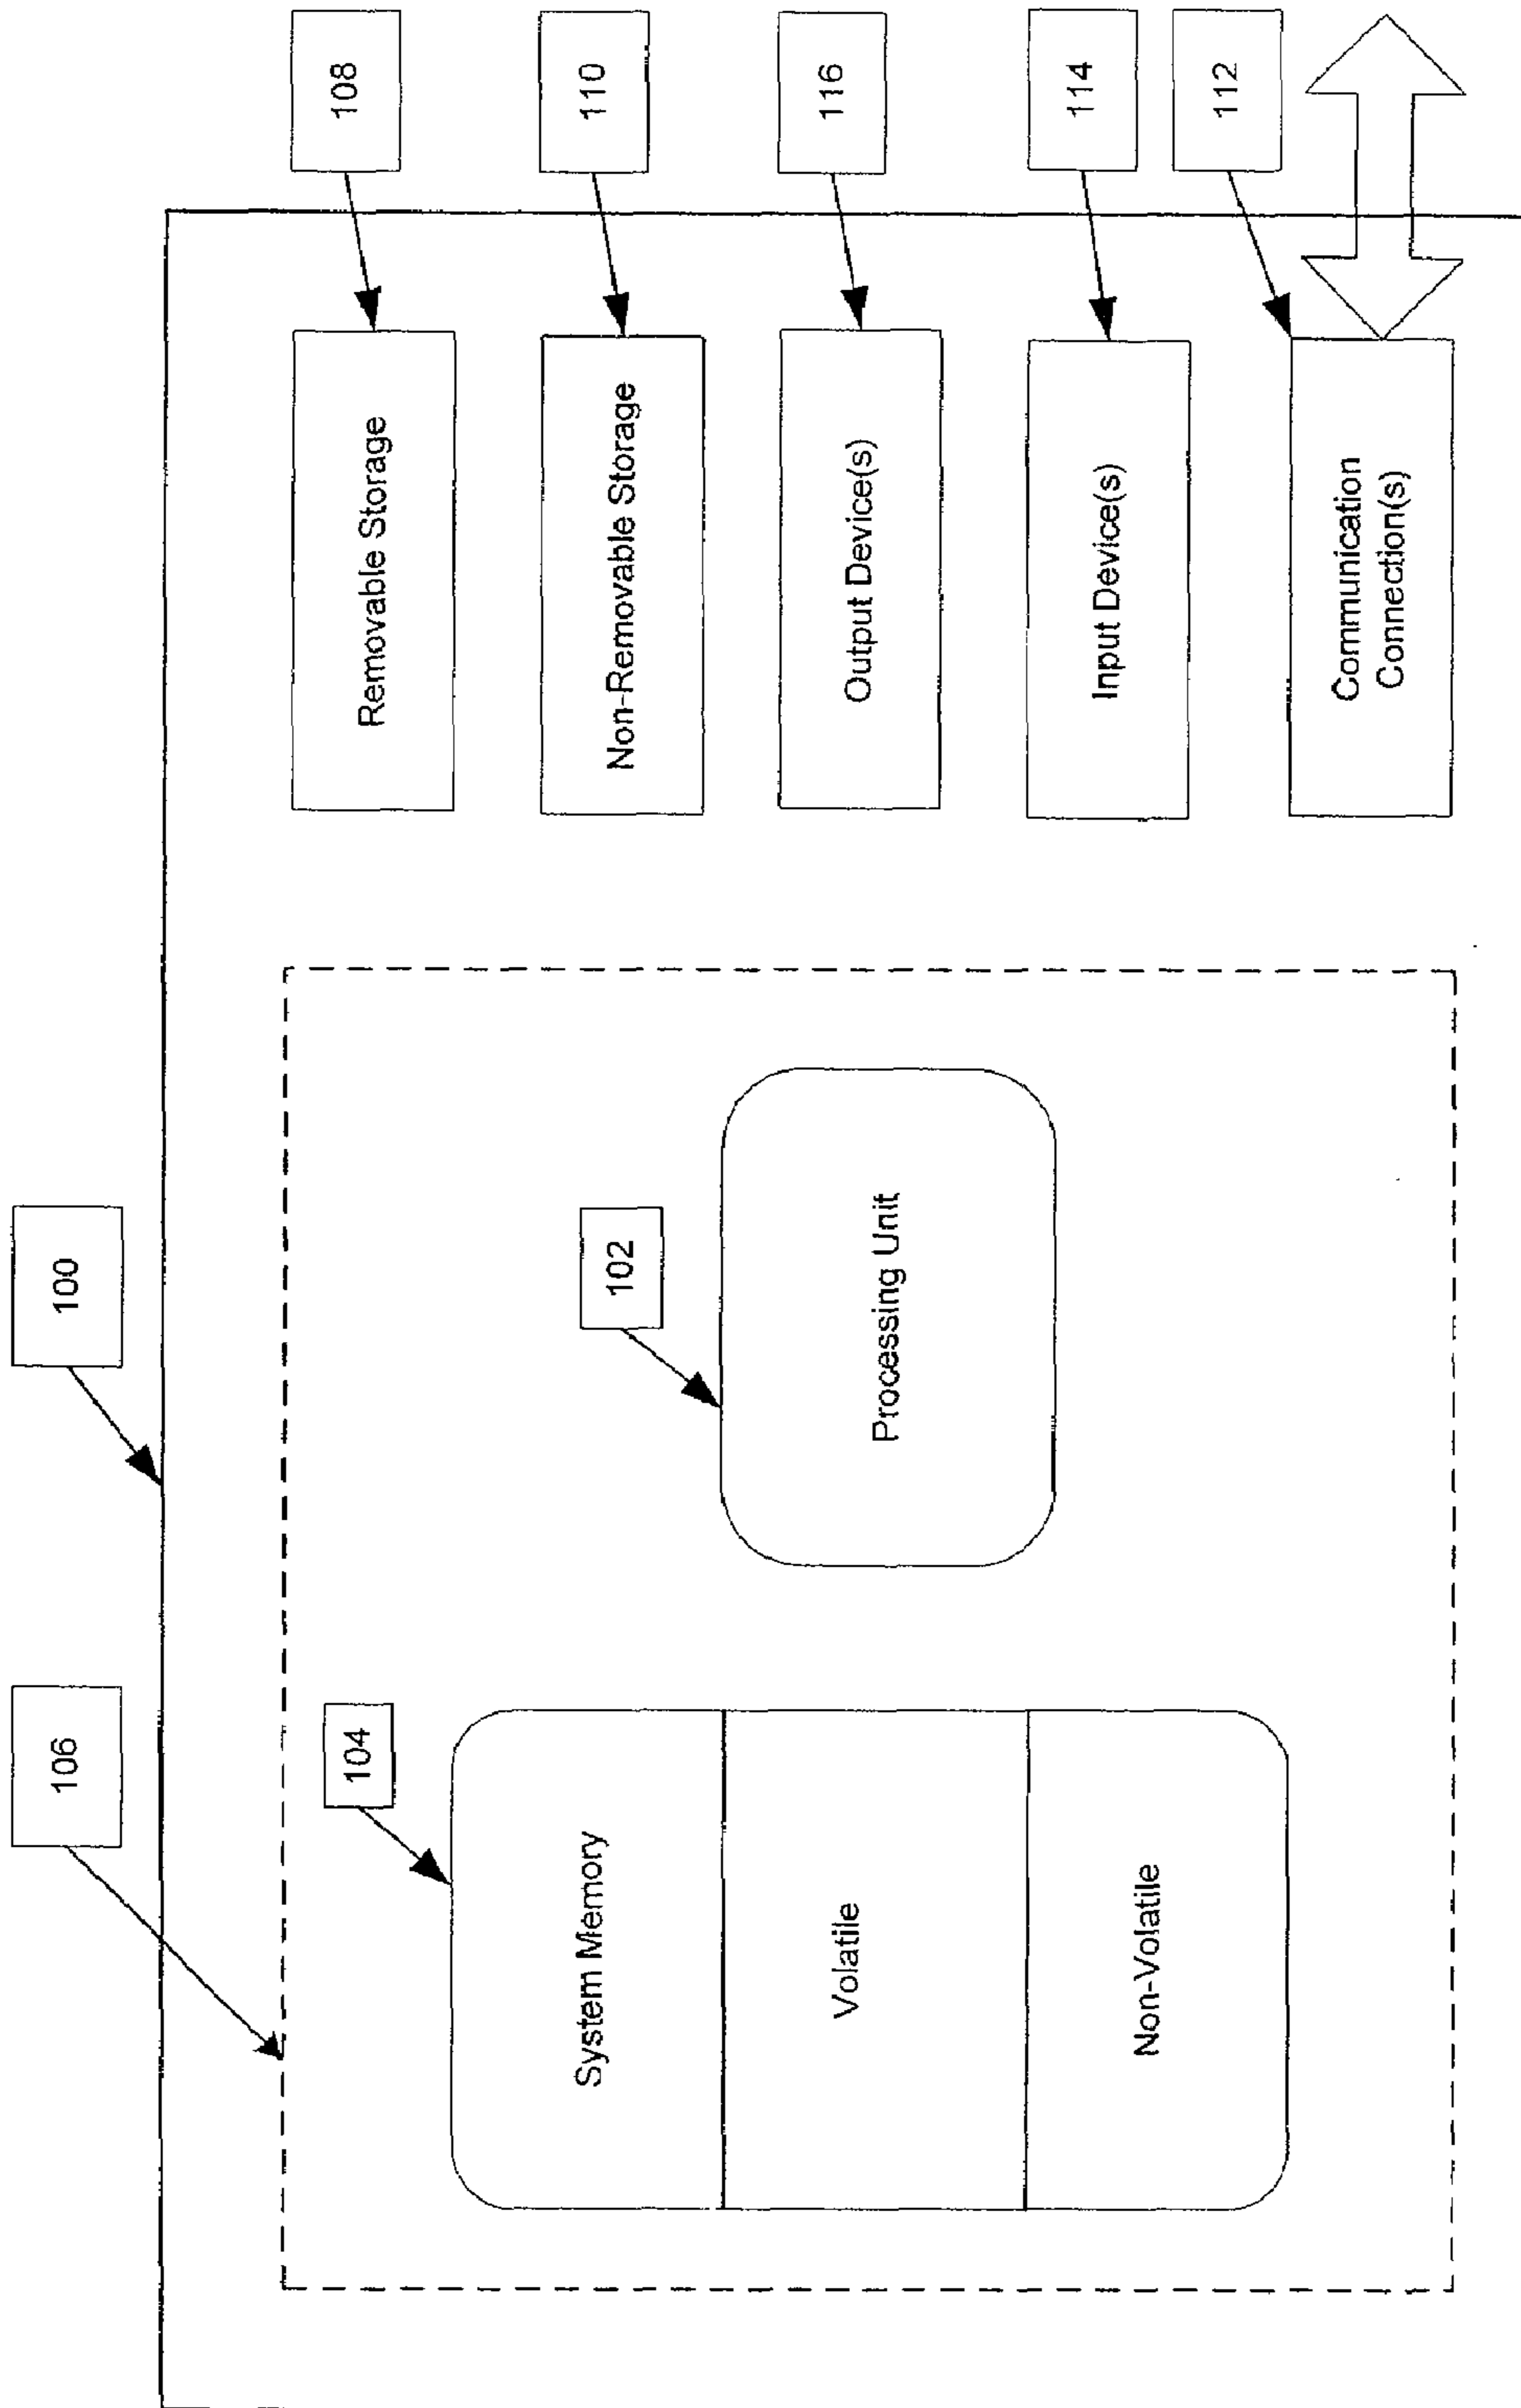 106
100
104
System Memory
Volatile
Non-Volatile
102
Processing Unit
108
Removable Storage
110
Non-Removable Storage
116
Output Device(s)
114
Input Device(s)
112
Communication
Connection(s)